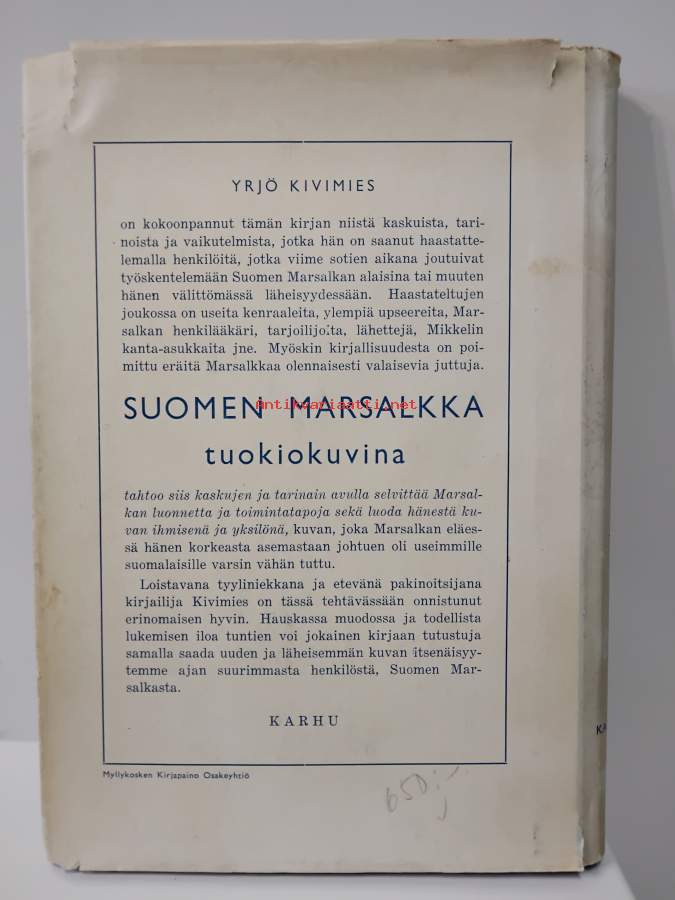 YRJÖ KIVIMIES
on kokoonpannut tämän kirjan niistä kaskuista, tari-
noista ja vaikutelmista, jotka hän on saanut haastatte-
lemalla henkilöitä, jotka viime sotien aikana joutuivat
työskentelemään Suomen Marsalkan alaisina tai muuten
hänen välittömässä läheisyydessään. Haastateltujen
joukossa on useita kenraaleita, ylempiä upseereita, Mar-
salkan henkilääkäri, tarjoilijoita, lähettejä, Mikkelin
kanta-asukkaita jne. Myöskin kirjallisuudesta on poi-
mittu eräitä Marsalkkaa olennaisesti valaisevia juttuja.
SUOMEN MARSALKKA
Antikvariaatti.net
tuokiokuvina
tahtoo siis kaskujen ja tarinain avulla selvittää Marsal-
kan luonnetta ja toimintatapoja sekä luoda hänestä ku-
van ihmisenä ja yksilönä, kuvan, joka Marsalkan eläes-
sä hänen korkeasta asemastaan johtuen oli useimmille
suomalaisille varsin vähän tuttu.
Loistavana tyyliniekkana ja etevänä pakinoitsijana
kirjailija Kivimies on tässä tehtävässään onnistunut
erinomaisen hyvin. Hauskassa muodossa ja todellista
lukemisen iloa tuntien voi jokainen kirjaan tutustuja
samalla saada uuden ja läheisemmän kuvan itsenäisyy-
temme ajan suurimmasta henkilöstä, Suomen Mar-
salkasta.
KARHU
KA
Myllykosken Kirjapaino Osakeyhtiö
650:-